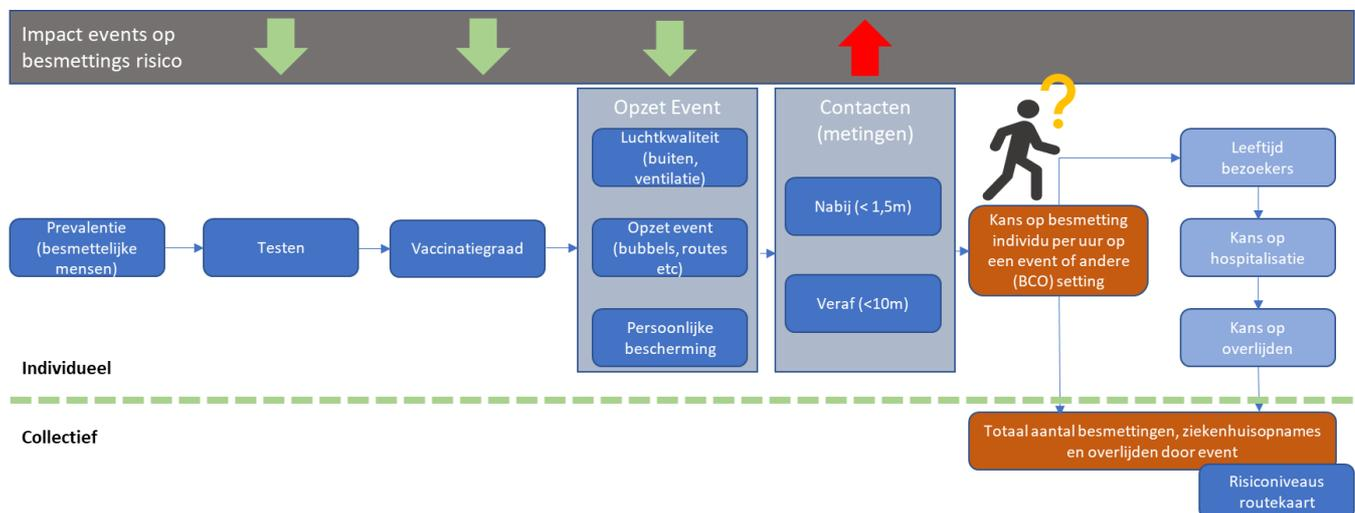 Impact events op
besmettings risico
Prevalentie
(besmettelijke
mensen)
Testen
Vaccinatiegraad
Opzet Event
Luchtkwaliteit
(buiten,
ventilatie)
Opzet event
(bubbels, routes
etc)
Persoonlijke
bescherming
Contacten
(metingen)
Nabij (< 1,5m)
Veraf (<10m)
?
Kans op besmetting
individu per uur op
een event of andere
(BCO) setting
Leeftijd
bezoekers
Kans op
hospitalisatie
Kans op
overlijden
Individueel
Collectief
Totaal aantal besmettingen, ziekenhuisopnames
en overlijden door event
Risiconiveaus
routekaart